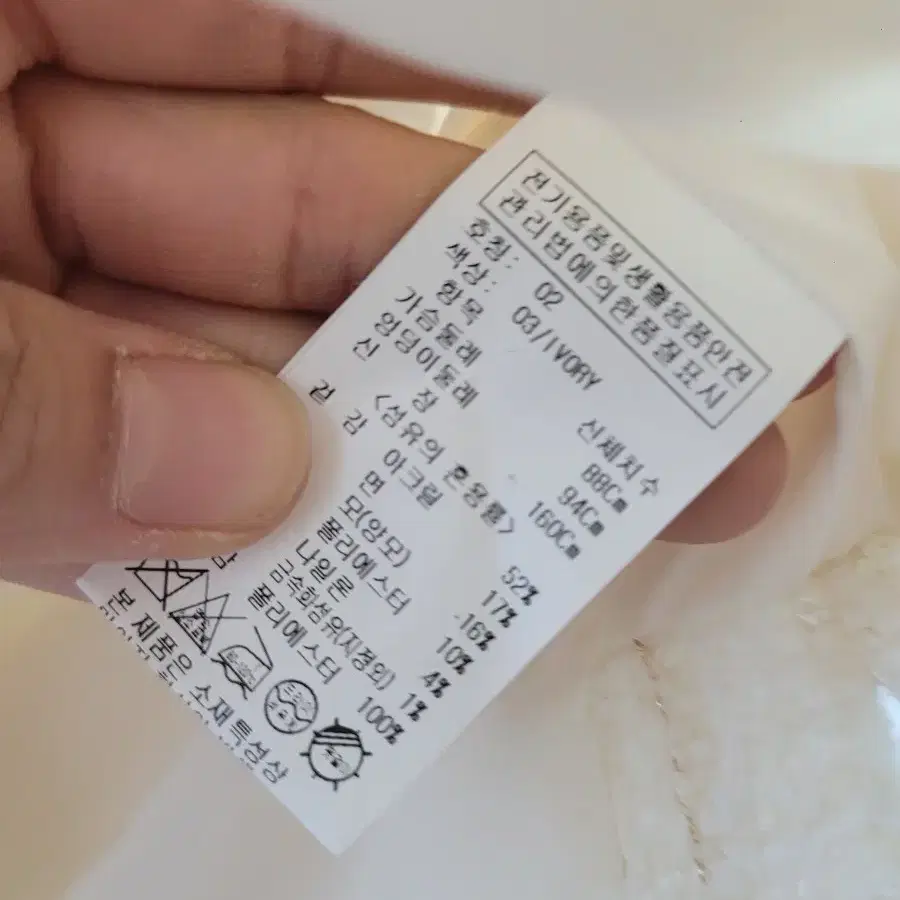 전기용품및생활용품안전
관리법에의한품질표시
호칭: 02
색상: 03/IVORY
항목 신체치수
가슴둘레 88Cm
엉덩이둘레 94Cm
신 장 160Cm
<섬유의 혼용률>
겉 감 아크릴 52%
면 17%
모(양모) 16%
폴리에스터 10%
나일론 4%
금속화섬유(지정외) 1%
감 폴리에스터 100%
본 제품은 소재특성상